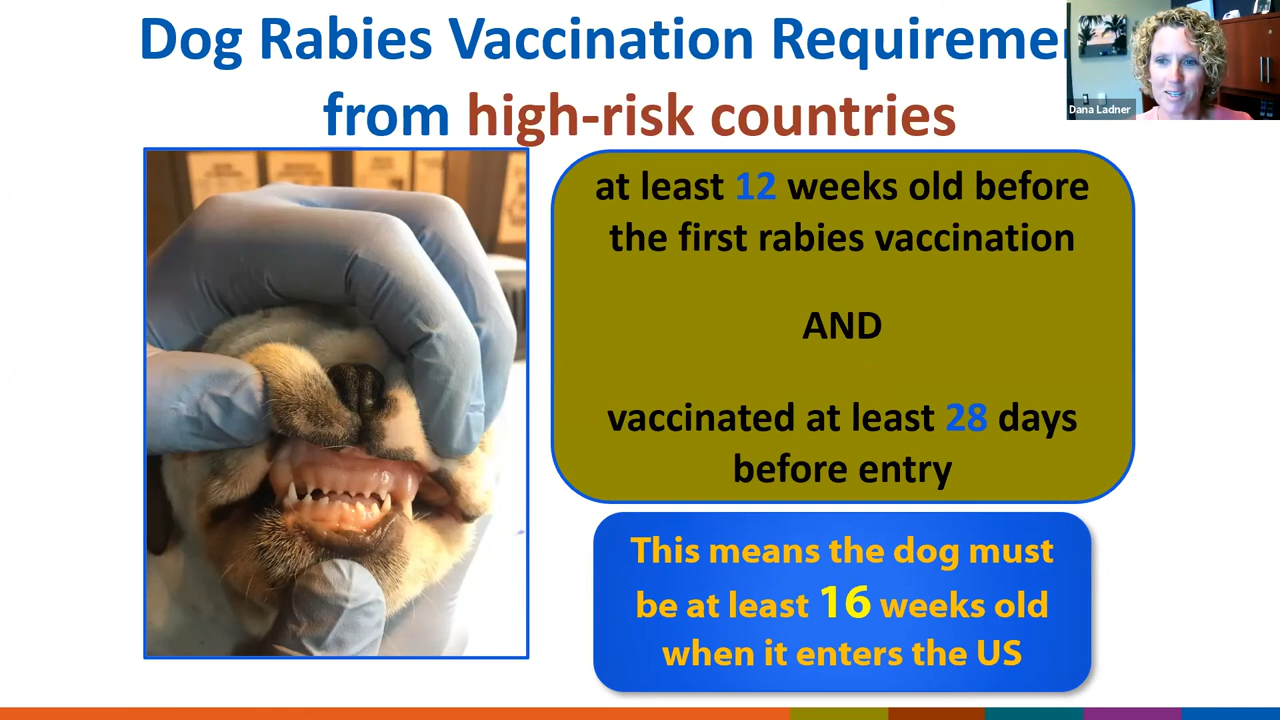 Dog Rabies Vaccination Requireme
from high-risk countries
Dana Ladner
at least 12 weeks old before
the first rabies vaccination
AND
vaccinated at least 28 days
before entry
This means the dog must
be at least 16 weeks old
when it enters the US